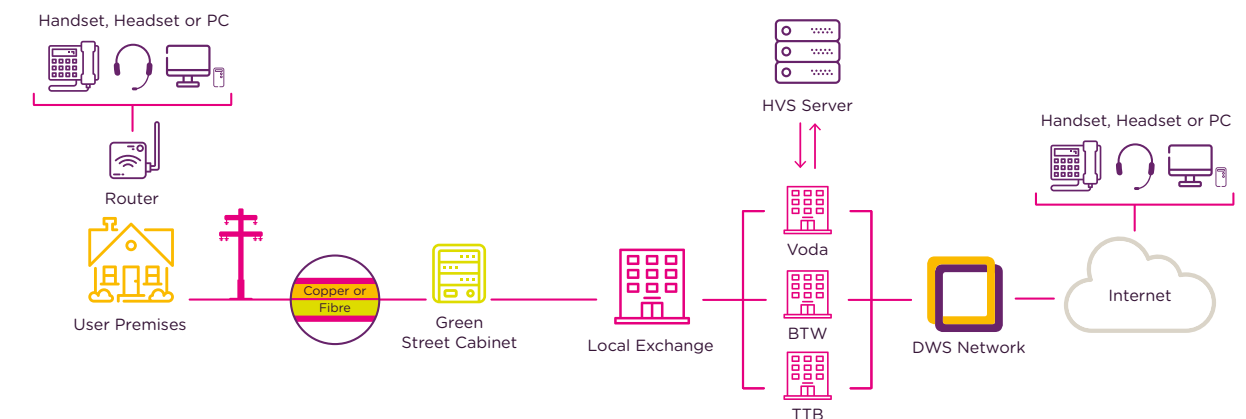 Handset, Headset or PC
Router
User Premises
Copper or
Fibre
Green
Street Cabinet
Local Exchange
HVS Server
Voda
BTW
TTB
DWS Network
Handset, Headset or PC
Internet